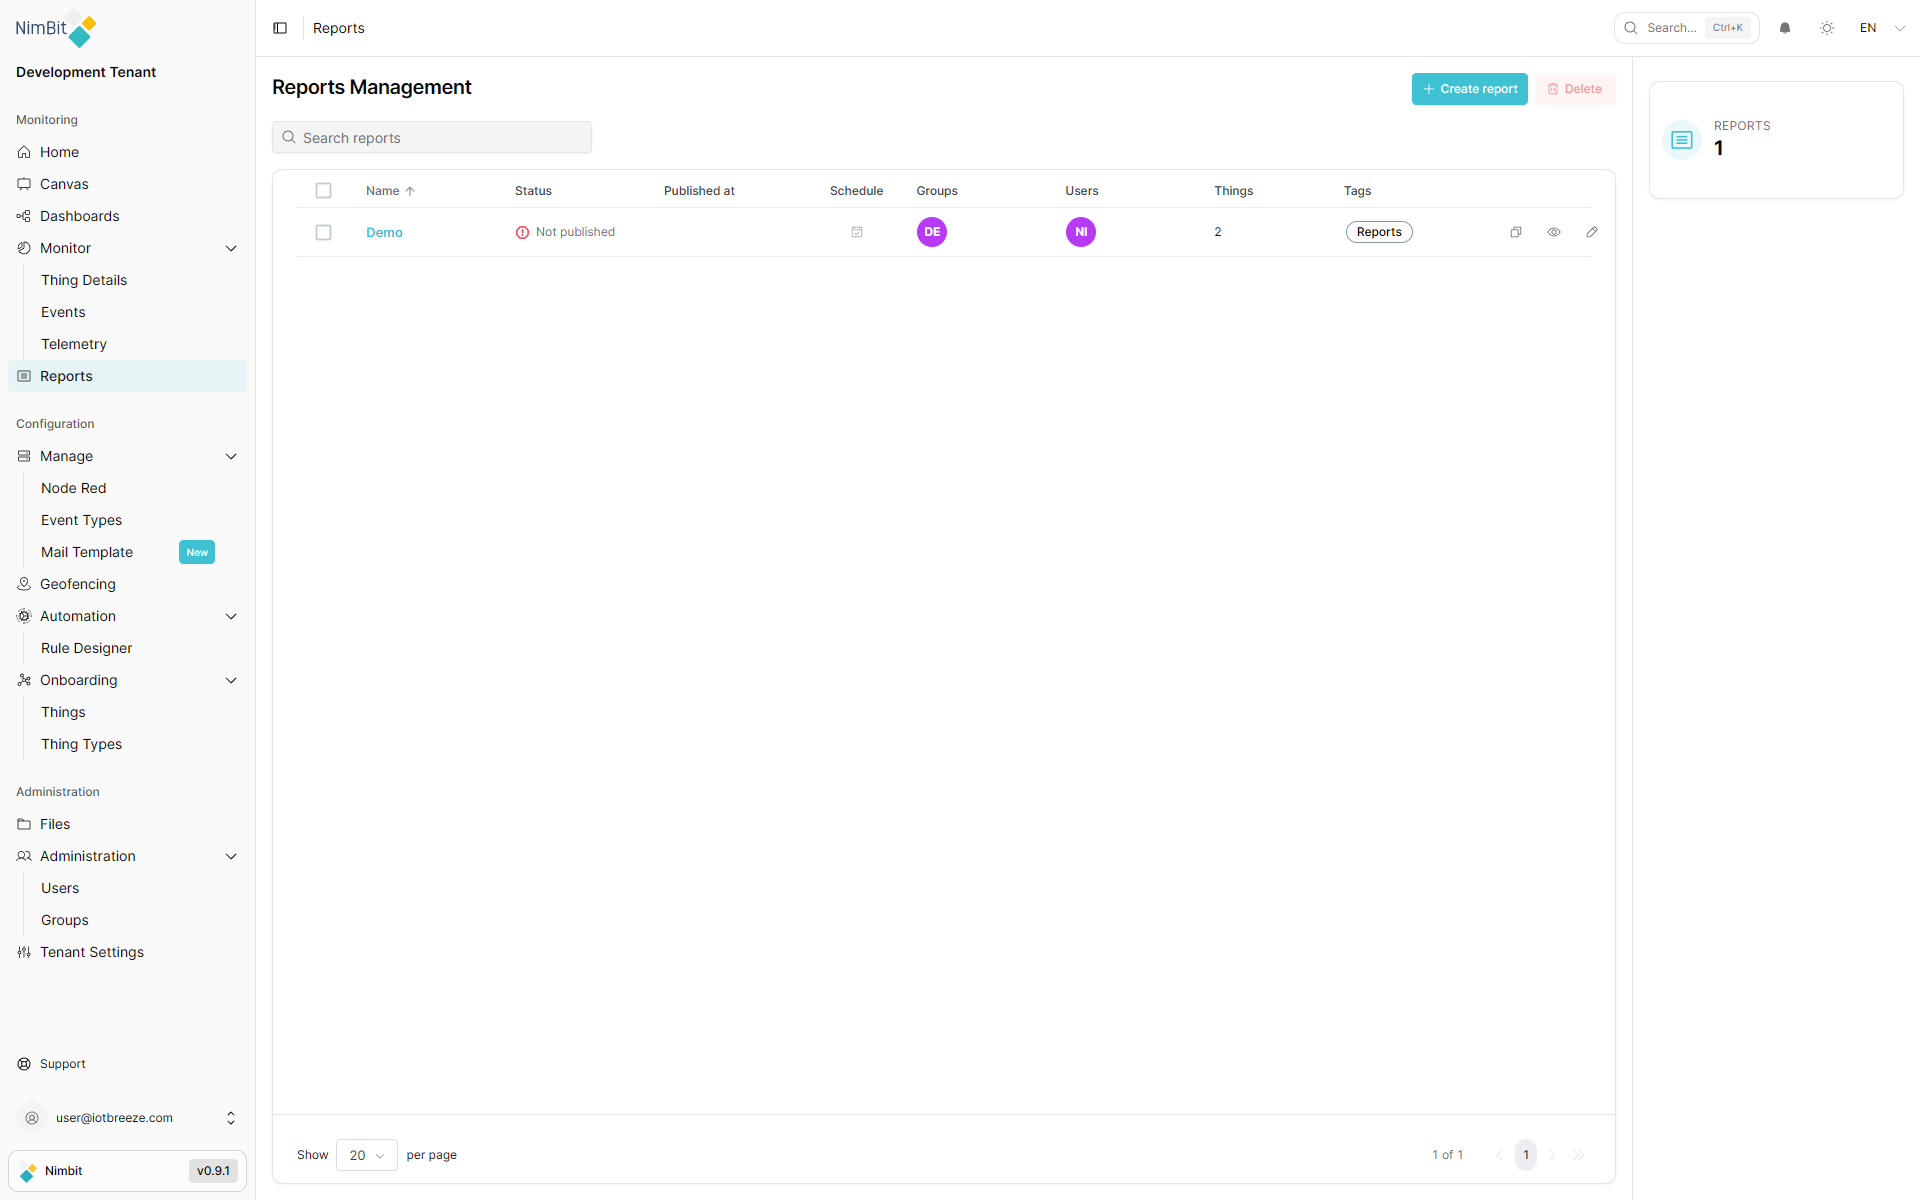 NimBit
Development Tenant
Monitoring
Home
Canvas
Dashboards
Monitor
Thing Details
Events
Telemetry
Reports
Configuration
Manage
Node Red
Event Types
Mail Template New
Geofencing
Automation
Rule Designer
Onboarding
Things
Thing Types
Administration
Files
Administration
Users
Groups
Tenant Settings
Support
user@iotbreeze.com
Nimbit v0.9.1
Reports
Search... Ctrl+K EN
Reports Management
Create report Delete
Search reports
Name Status Published at Schedule Groups Users Things Tags
Demo Not published DE NI 2 Reports
Show 20 per page 1 of 1 1
REPORTS
1